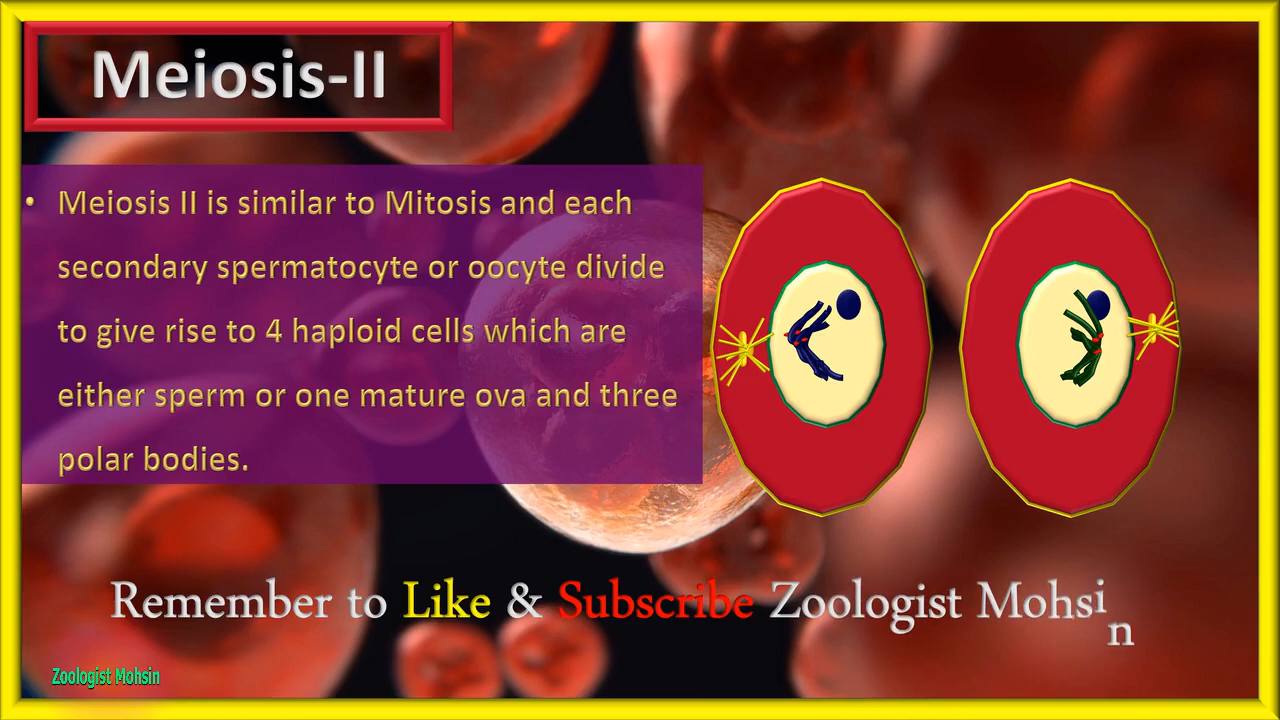 Meiosis-II
• Meiosis II is similar to Mitosis and each
secondary spermatocyte or oocyte divide
to give rise to 4 haploid cells which are
either sperm or one mature ova and three
polar bodies.
Remember to Like & Subscribe Zoologist Mohsin
Zoologist Mohsin